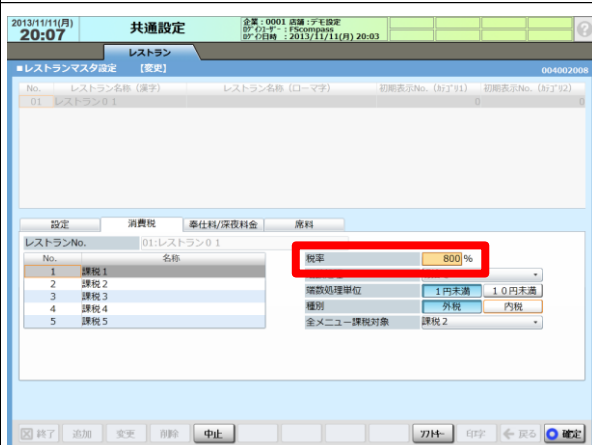 2013/11/11(月)
20:07
共通設定
企業：0001 店舗：デモ設定
ﾛｸﾞｲﾝﾕｰｻﾞｰ：FScompass
ﾛｸﾞｲﾝ日時 ：2013/11/11(月) 20:03
レストラン
■レストランマスタ設定 【変更】
004002008
No. レストラン名称（漢字） レストラン名称（ローマ字） 初期表示No.（ｶﾃｺﾞﾘ1） 初期表示No.（ｶﾃｺﾞﾘ2）
01 レストラン０１ 0 0
設定 消費税 奉仕料/深夜料金 席料
レストランNo. 01:レストラン０１
No. 名称
1 課税１
2 課税２
3 課税３
4 課税４
5 課税５
税率 800 %
端数処理単位 １円未満 １０円未満
種別 外税 内税
全メニュー課税対象 課税２
終了 追加 変更 削除 中止 ｱﾝﾄﾞｩ 印字 戻る 確定